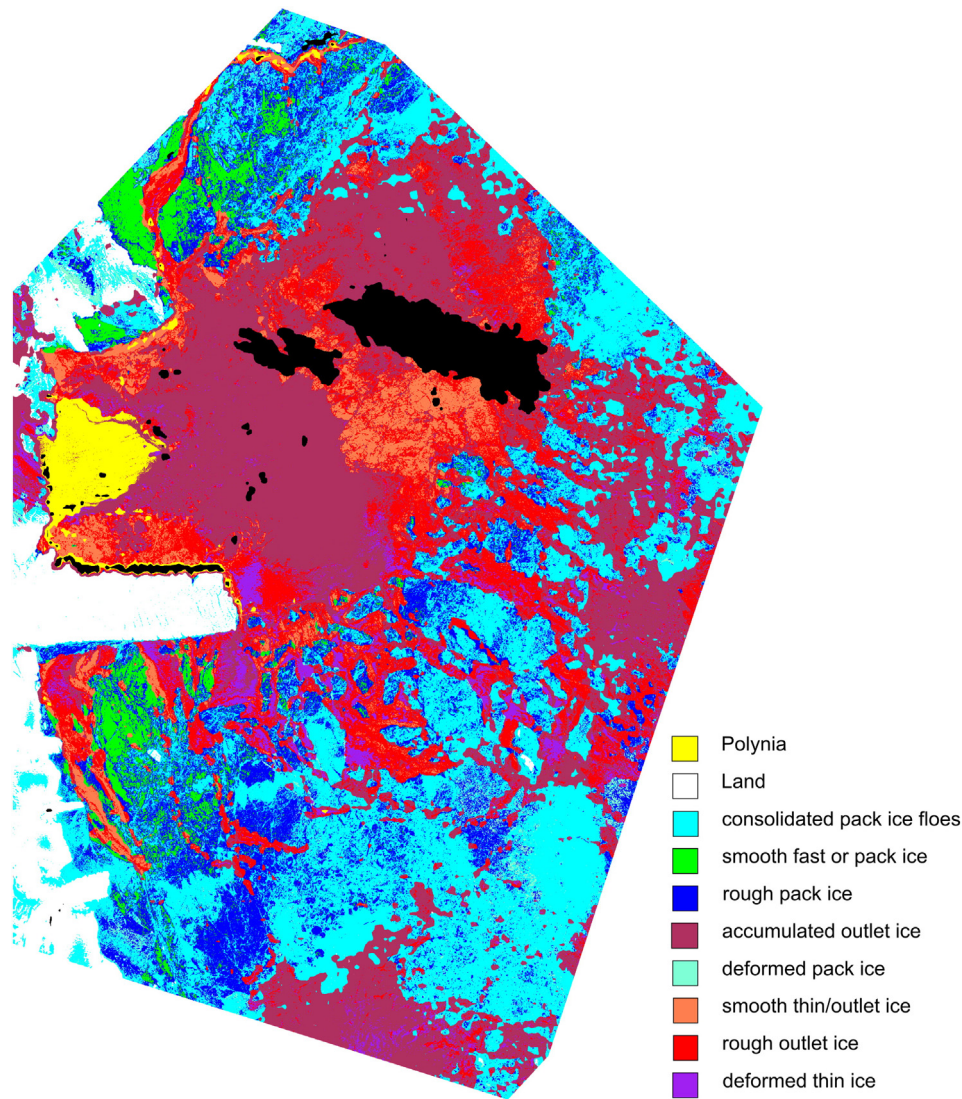 Polynia
Land
consolidated pack ice floes
smooth fast or pack ice
rough pack ice
accumulated outlet ice
deformed pack ice
smooth thin/outlet ice
rough outlet ice
deformed thin ice